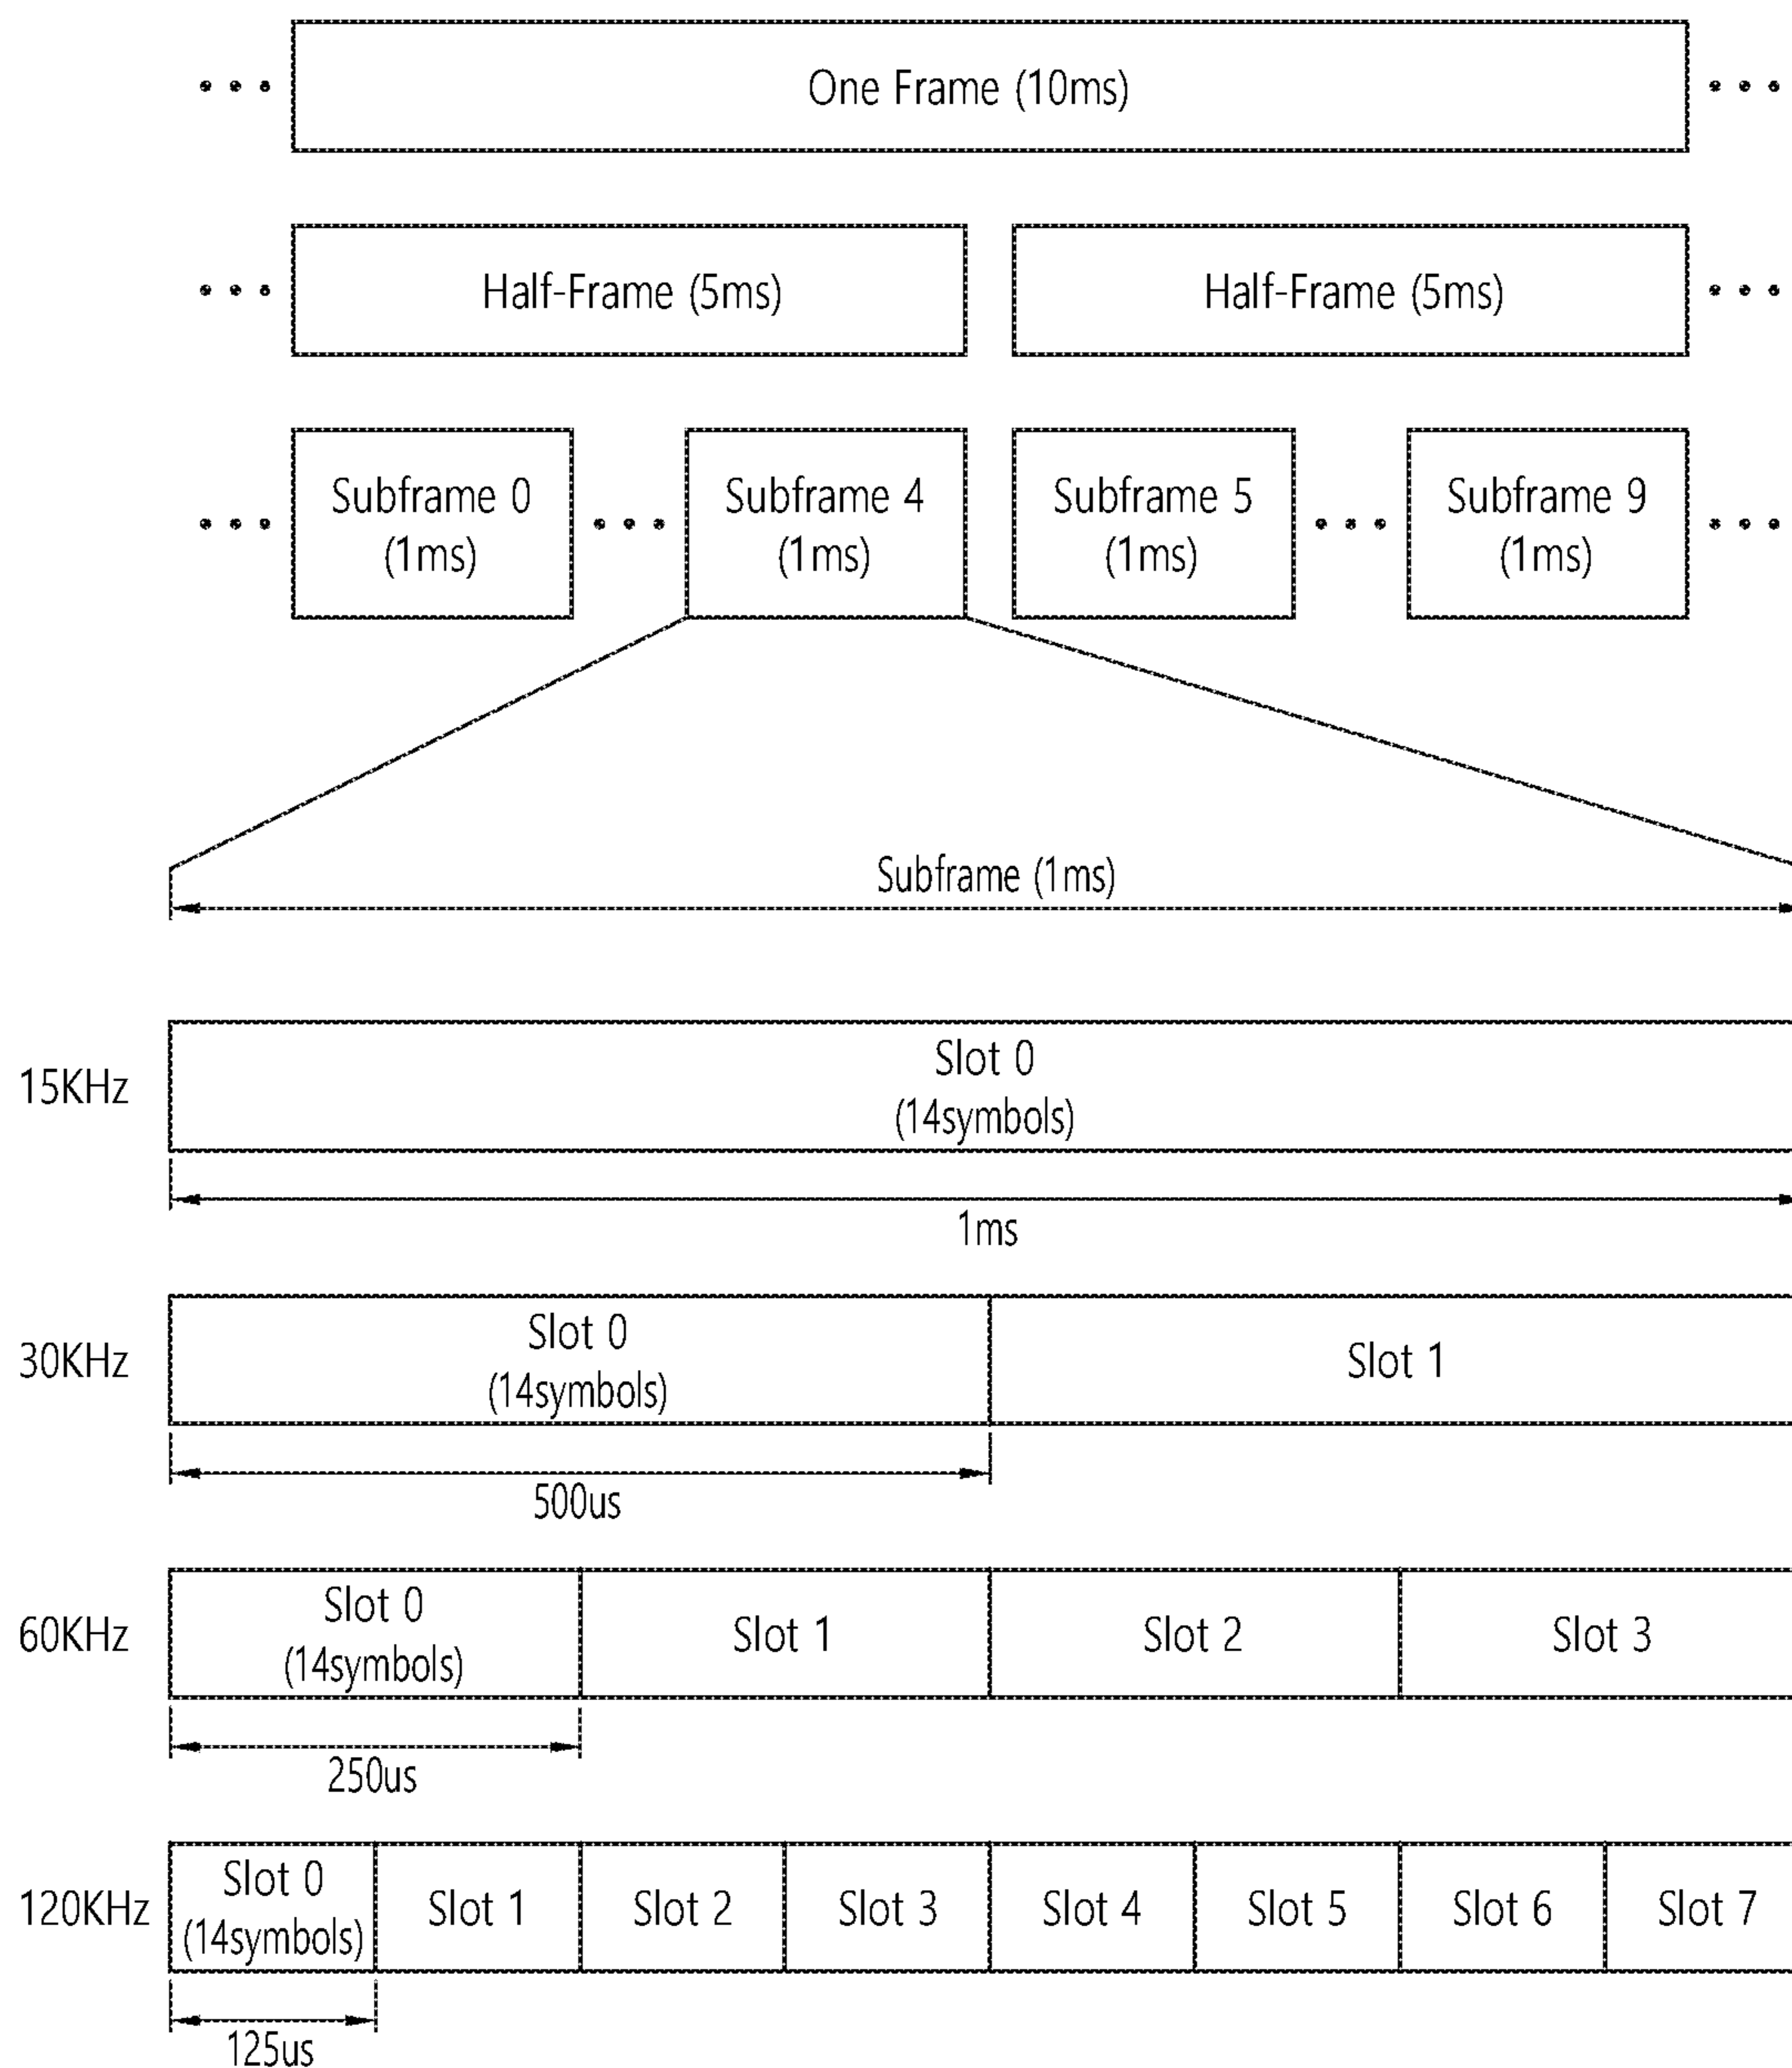 One Frame (10ms)
Half-Frame (5ms)
Half-Frame (5ms)
Subframe 0
(1ms)
Subframe 4
(1ms)
Subframe 5
(1ms)
Subframe 9
(1ms)
Subframe (1ms)
15KHz
Slot 0
(14symbols)
1ms
30KHz
Slot 0
(14symbols)
Slot 1
500us
60KHz
Slot 0
(14symbols)
Slot 1
Slot 2
Slot 3
250us
120KHz
Slot 0
(14symbols)
Slot 1
Slot 2
Slot 3
Slot 4
Slot 5
Slot 6
Slot 7
125us